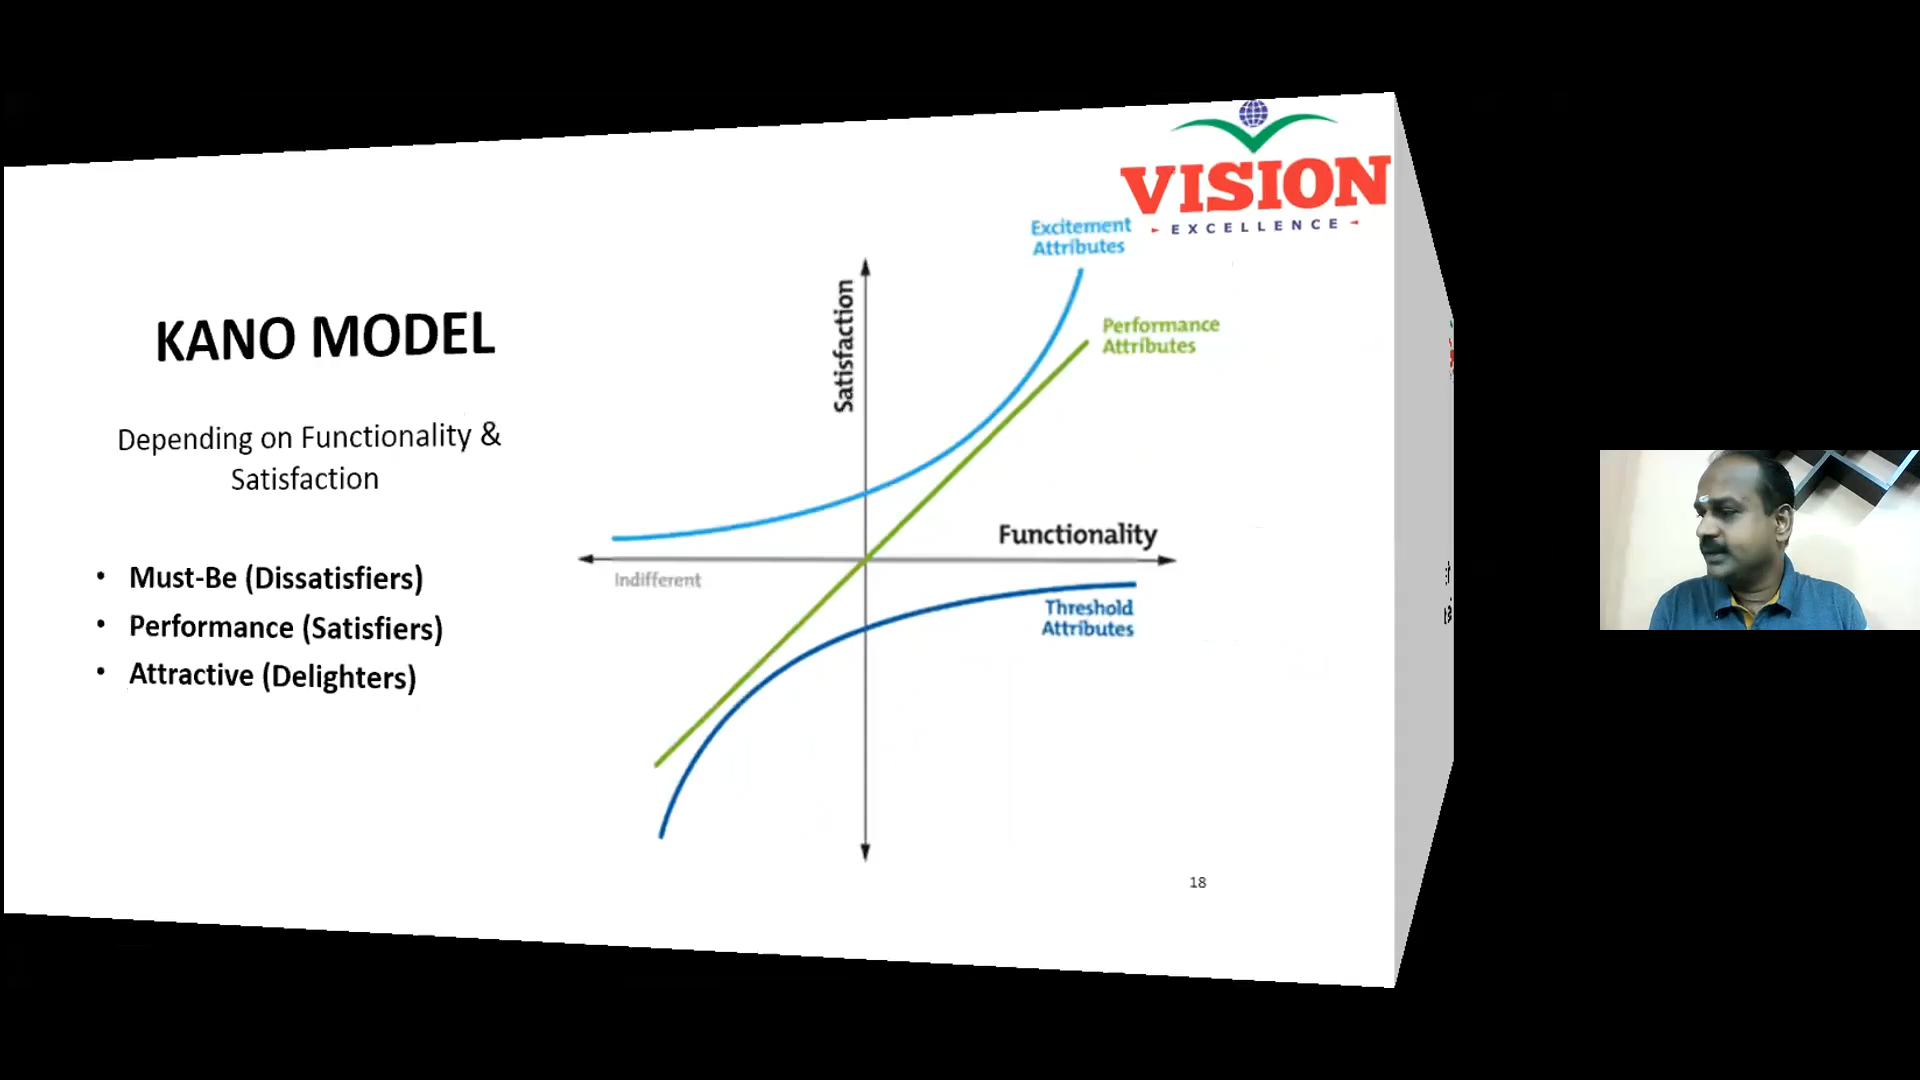 VISION
EXCELLENCE
KANO MODEL
Depending on Functionality &
Satisfaction
• Must-Be (Dissatisfiers)
• Performance (Satisfiers)
• Attractive (Delighters)
Satisfaction
Excitement
Attributes
Performance
Attributes
Functionality
Indifferent
Threshold
Attributes
18